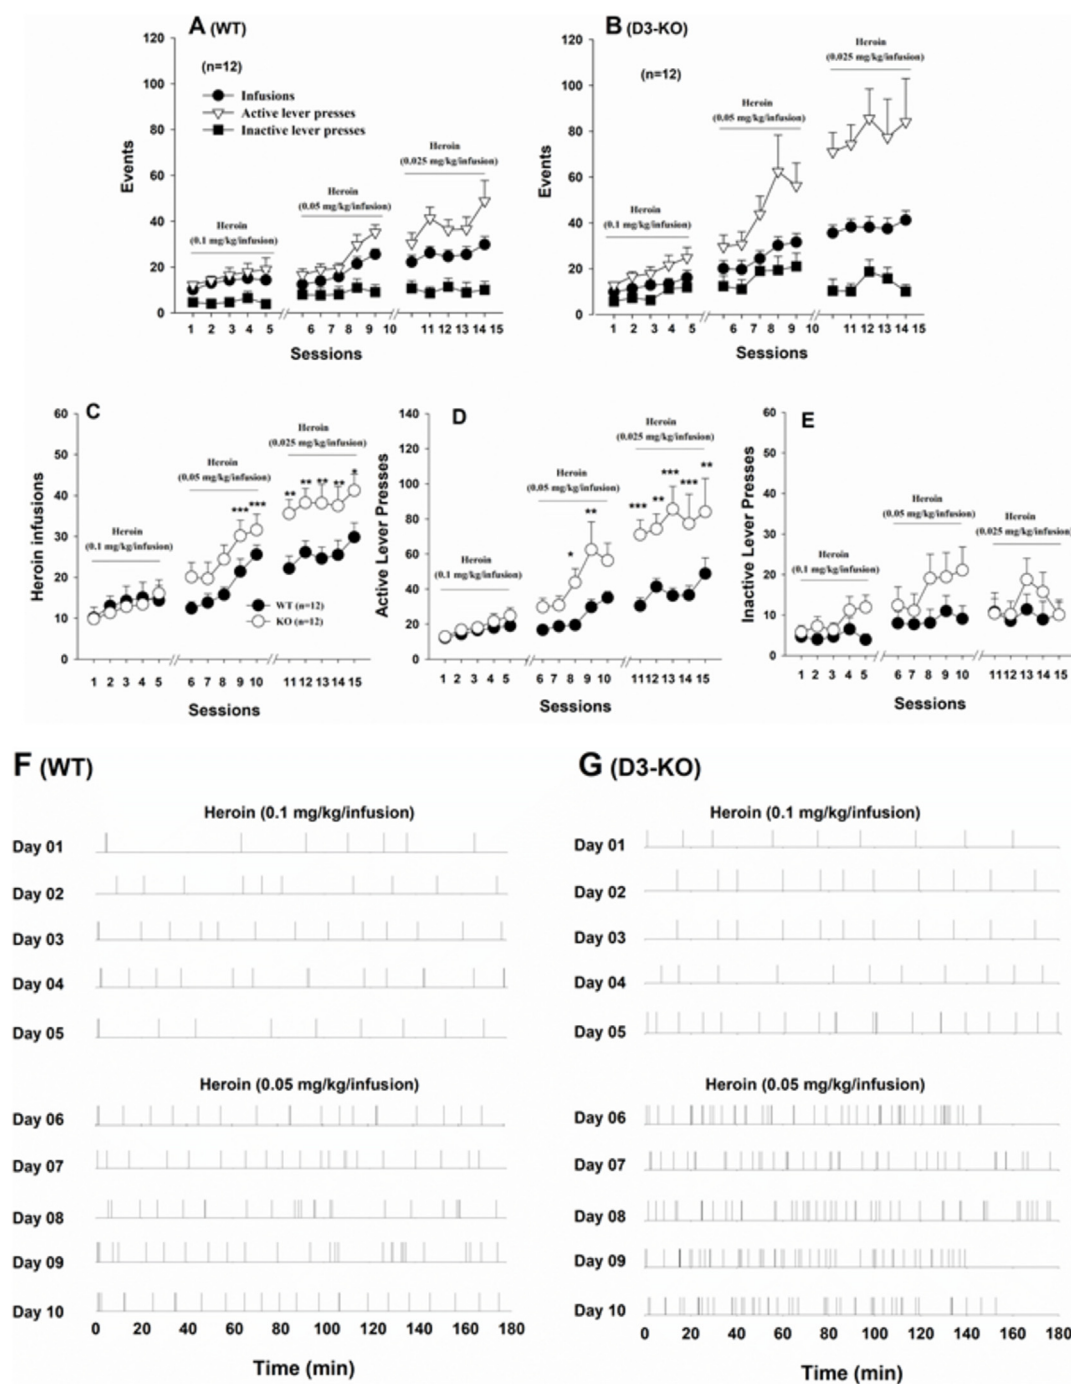 A (WT)
120
100
80
60
40
20
0
Events
(n=12)
Infusions
Active lever presses
Inactive lever presses
Heroin
(0.1 mg/kg/infusion)
Heroin
(0.05 mg/kg/infusion)
Heroin
(0.025 mg/kg/infusion)
1 2 3 4 5 6 7 8 9 10 11 12 13 14 15
Sessions
B (D3-KO)
120
100
80
60
40
20
0
Events
(n=12)
Heroin
(0.1 mg/kg/infusion)
Heroin
(0.05 mg/kg/infusion)
Heroin
(0.025 mg/kg/infusion)
1 2 3 4 5 6 7 8 9 10 11 12 13 14 15
Sessions
C
60
50
40
30
20
10
0
Heroin infusions
Heroin
(0.1 mg/kg/infusion)
Heroin
(0.05 mg/kg/infusion)
Heroin
(0.025 mg/kg/infusion)
*** ***
** ** ** ** *
WT (n=12)
KO (n=12)
1 2 3 4 5 6 7 8 9 10 11 12 13 14 15
Sessions
D
140
120
100
80
60
40
20
0
Active Lever Presses
Heroin
(0.1 mg/kg/infusion)
Heroin
(0.05 mg/kg/infusion)
Heroin
(0.025 mg/kg/infusion)
* **
*** ** *** *** **
1 2 3 4 5 6 7 8 9 10 11 12 13 14 15
Sessions
E
60
50
40
30
20
10
0
Inactive Lever Presses
Heroin
(0.1 mg/kg/infusion)
Heroin
(0.05 mg/kg/infusion)
Heroin
(0.025 mg/kg/infusion)
1 2 3 4 5 6 7 8 9 10 11 12 13 14 15
Sessions
F (WT)
Heroin (0.1 mg/kg/infusion)
Day 01
Day 02
Day 03
Day 04
Day 05
Heroin (0.05 mg/kg/infusion)
Day 06
Day 07
Day 08
Day 09
Day 10
0 20 40 60 80 100 120 140 160 180
Time (min)
G (D3-KO)
Heroin (0.1 mg/kg/infusion)
Day 01
Day 02
Day 03
Day 04
Day 05
Heroin (0.05 mg/kg/infusion)
Day 06
Day 07
Day 08
Day 09
Day 10
0 20 40 60 80 100 120 140 160 180
Time (min)